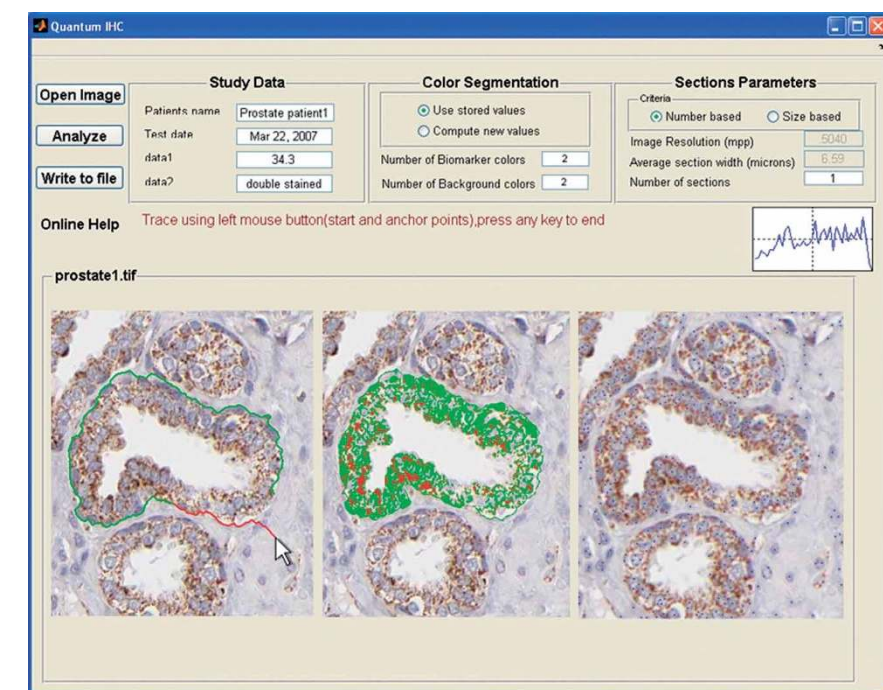 Quantum IHC
Open Image
Analyze
Write to file
Online Help
Study Data
Patients name Prostate patient1
Test date Mar 22, 2007
data1 34.3
data2 double stained
Color Segmentation
Use stored values
Compute new values
Number of Biomarker colors 2
Number of Background colors 2
Sections Parameters
Criteria
Number based Size based
Image Resolution (mpp) 5040
Average section width (microns) 6.59
Number of sections 1
Trace using left mouse button(start and anchor points),press any key to end
prostate1.tif